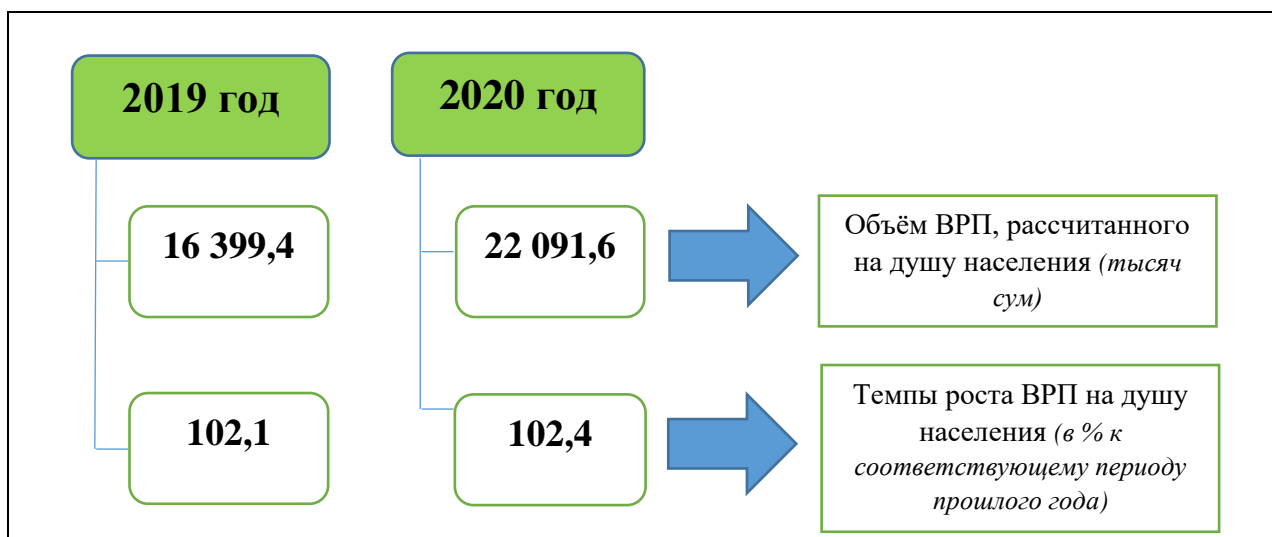 2019 год
2020 год
16 399,4
22 091,6
Объём ВРП, рассчитанного
на душу населения (тысяч
сум)
102,1
102,4
Темпы роста ВРП на душу
населения (в % к
соответствующему периоду
прошлого года)